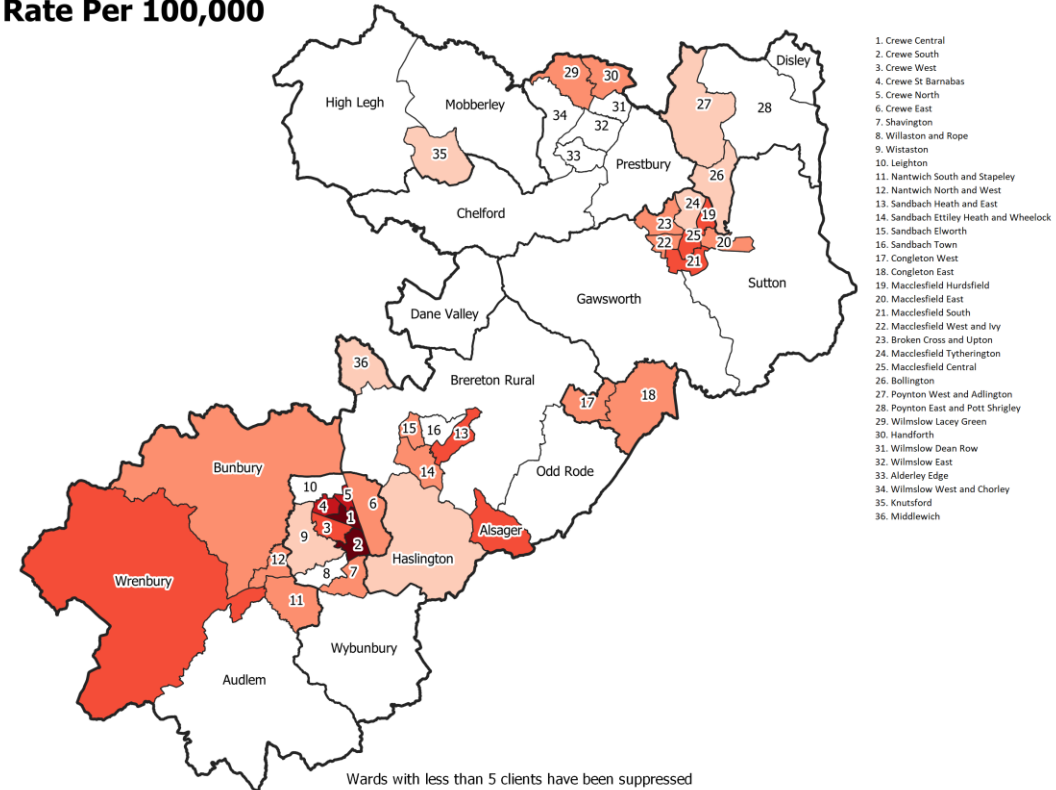 Rate Per 100,000
Disley
29
30
High Legh
Mobberley
27
28
31
34
32
35
33
Prestbury
26
24
Chelford
19
23
25
22
20
21
Sutton
Gawsworth
Dane Valley
36
Brereton Rural
18
17
15
16
13
Bunbury
14
Odd Rode
10
5
4
6
1
3
Alsager
9
2
Haslington
12
8
7
Wrenbury
11
Wybunbury
Audlem
Wards with less than 5 clients have been suppressed
1. Crewe Central
2. Crewe South
3. Crewe West
4. Crewe St Barnabas
5. Crewe North
6. Crewe East
7. Shavington
8. Willaston and Rope
9. Wistaston
10. Leighton
11. Nantwich South and Stapeley
12. Nantwich North and West
13. Sandbach Heath and East
14. Sandbach Ettiley Heath and Wheelock
15. Sandbach Elworth
16. Sandbach Town
17. Congleton West
18. Congleton East
19. Macclesfield Hurdsfield
20. Macclesfield East
21. Macclesfield South
22. Macclesfield West and Ivy
23. Broken Cross and Upton
24. Macclesfield Tytherington
25. Macclesfield Central
26. Bollington
27. Poynton West and Adlington
28. Poynton East and Pott Shrigley
29. Wilmslow Lacey Green
30. Handforth
31. Wilmslow Dean Row
32. Wilmslow East
33. Alderley Edge
34. Wilmslow West and Chorley
35. Knutsford
36. Middlewich